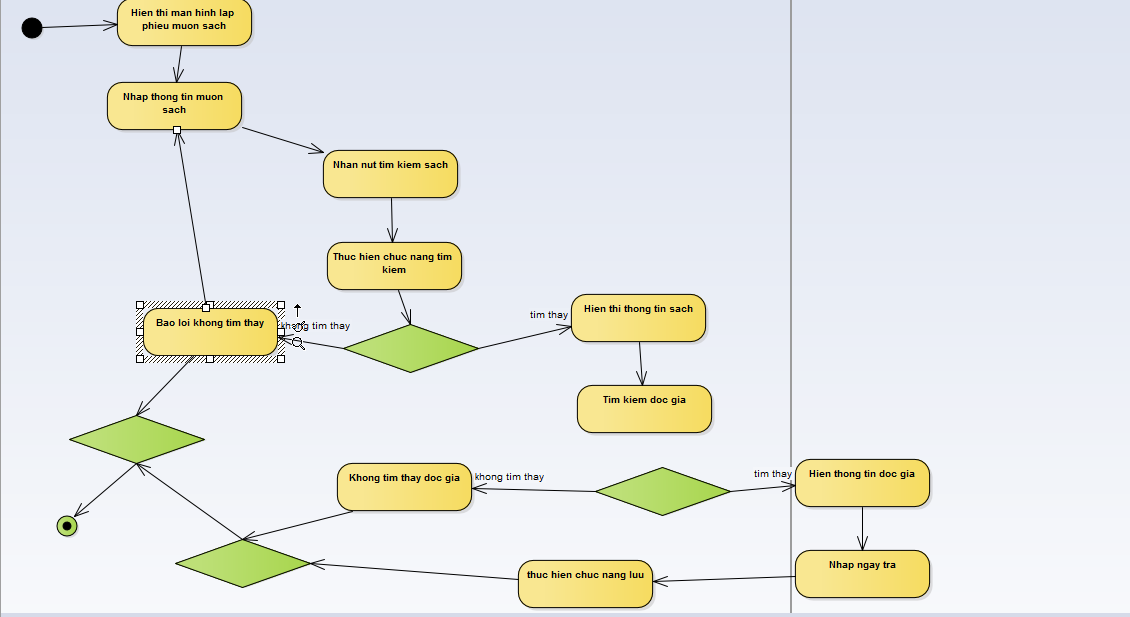 Hien thi man hinh lap
phieu muon sach
Nhap thong tin muon
sach
Nhan nut tim kiem sach
Thuc hien chuc nang tim
kiem
Hien thi thong tin sach
tim thay
Bao loi khong tim thay
khong tim thay
Tim kiem doc gia
Khong tim thay doc gia
khong tim thay
tim thay
Hien thong tin doc gia
Nhap ngay tra
thuc hien chuc nang luu